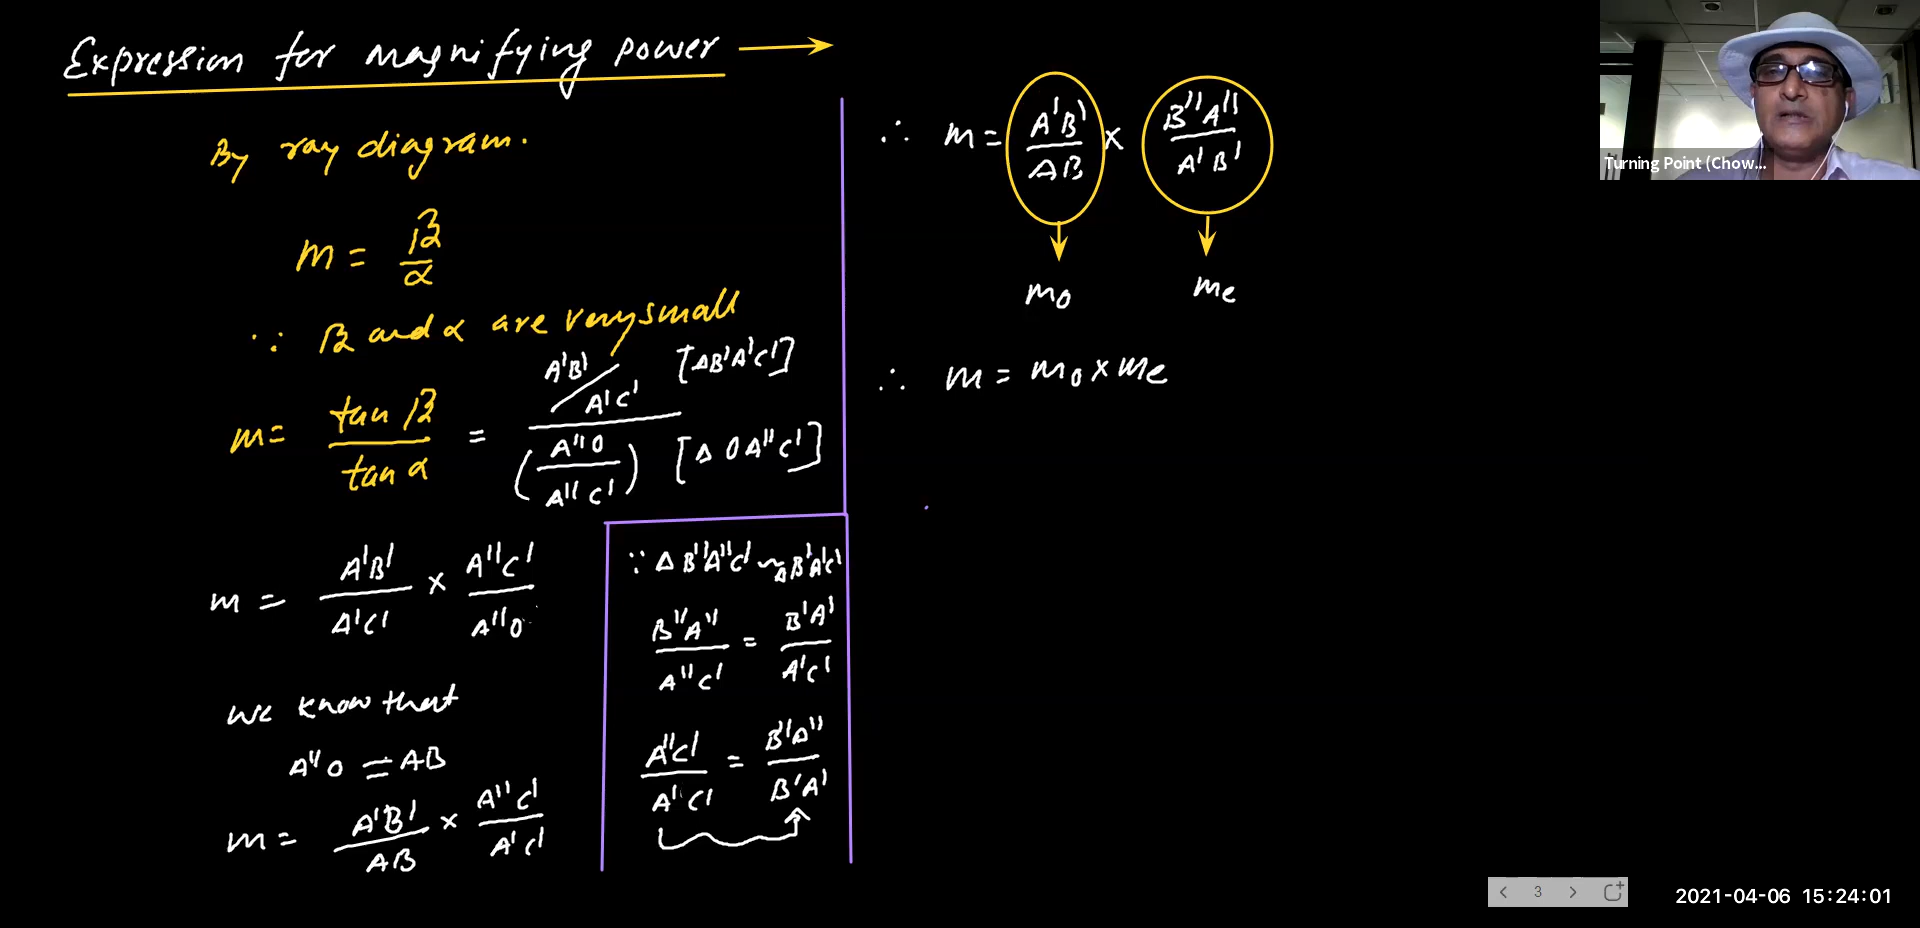 Expression for magnifying power →
By ray diagram.
m = β/α
∵ β and α are very small
m = tan β / tan α = (A'B' / A'C') / (A''O / A''C') [ΔB'A'C'] [ΔOA''C']
m = A'B'/A'C' × A''C'/A''O
We know that
A''O = AB
m = A'B'/AB × A''C'/A'C'
∵ ΔB''A''C' ~ ΔB'A'C'
B''A''/A''C' = B'A'/A'C'
A''C'/A'C' = B''A''/B'A'
∴ m = A'B'/AB × B''A''/A'B'
mo me
∴ m = mo × me
Turning Point (Chow...
3
2021-04-06 15:24:01